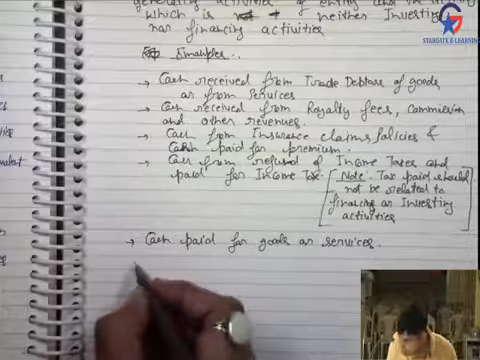 generating activities of entity and in activity
which is neither Investing
nor financing activities
Examples :-
→ Cash received from Trade Debtors of goods
or from services
→ Cash received from Royalty fees, Commission
and other revenues.
→ Cash from Insurance claims, policies &
Cash paid for premium.
→ Cash from refund of Income Taxes and
paid for Income Tax.
Note: Tax paid should
not be related to
financing or Investing
activities
→ Cash paid for goods or services.
STARGATE E-LEARNING